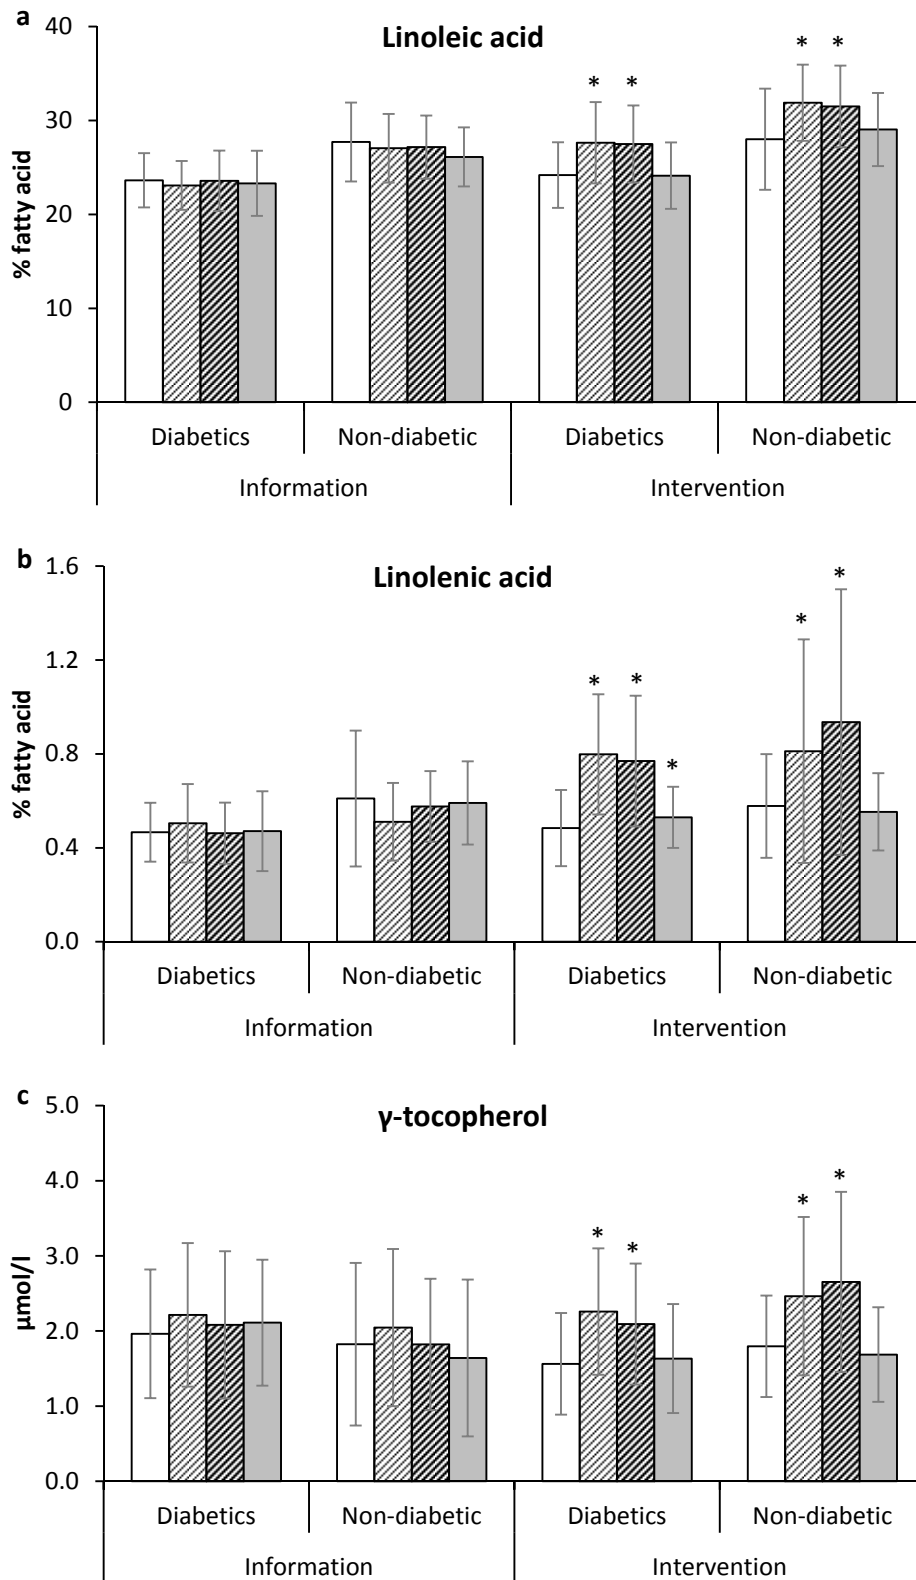 a
Linoleic acid
40
30
20
10
0
% fatty acid
* * * *
Diabetics Non-diabetic Diabetics Non-diabetic
Information Intervention
b
Linolenic acid
1.6
1.2
0.8
0.4
0.0
% fatty acid
* * * * *
Diabetics Non-diabetic Diabetics Non-diabetic
Information Intervention
c
γ-tocopherol
5.0
4.0
3.0
2.0
1.0
0.0
µmol/l
* * * *
Diabetics Non-diabetic Diabetics Non-diabetic
Information Intervention